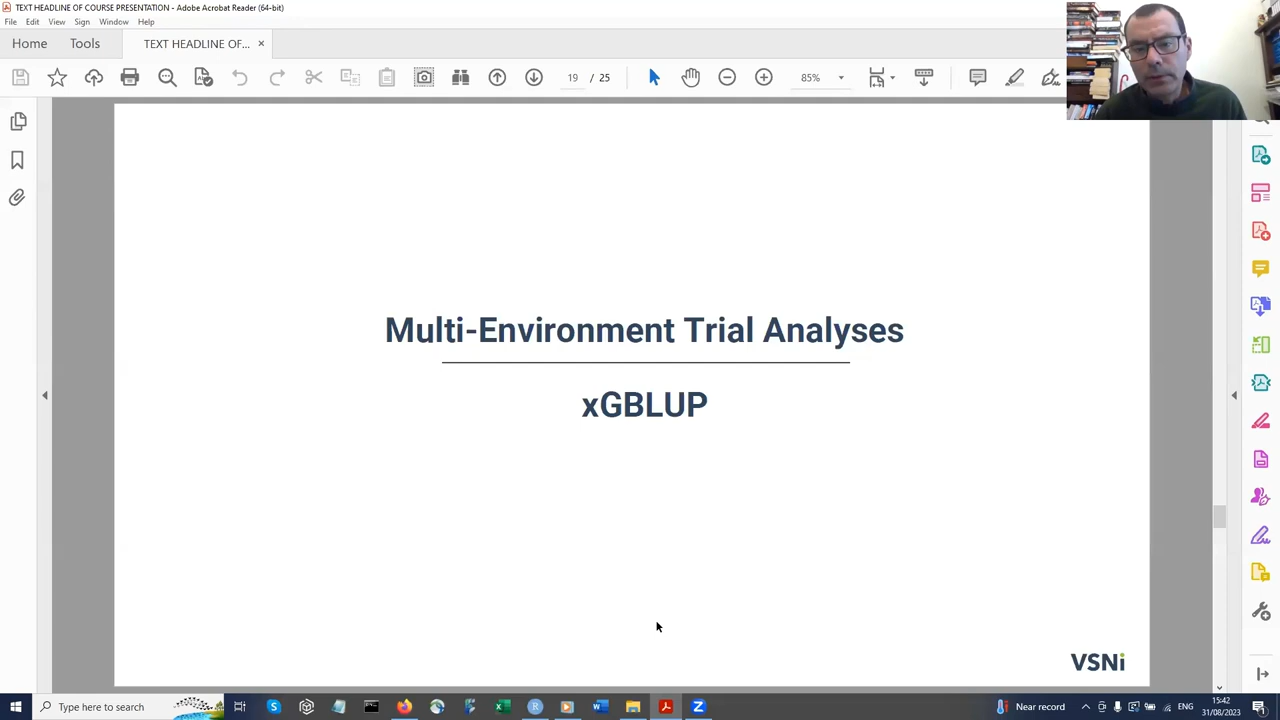 TEXT HEADLINE OF COURSE PRESENTATION - Adobe Acrobat Reader (64-bit)
File Edit View Sign Window Help
Home Tools TEXT HEADLINE OF... ×
19 / 25 85%
Multi-Environment Trial Analyses
xGBLUP
VSNi
Type here to search
Near record
ENG
15:42
31/08/2023